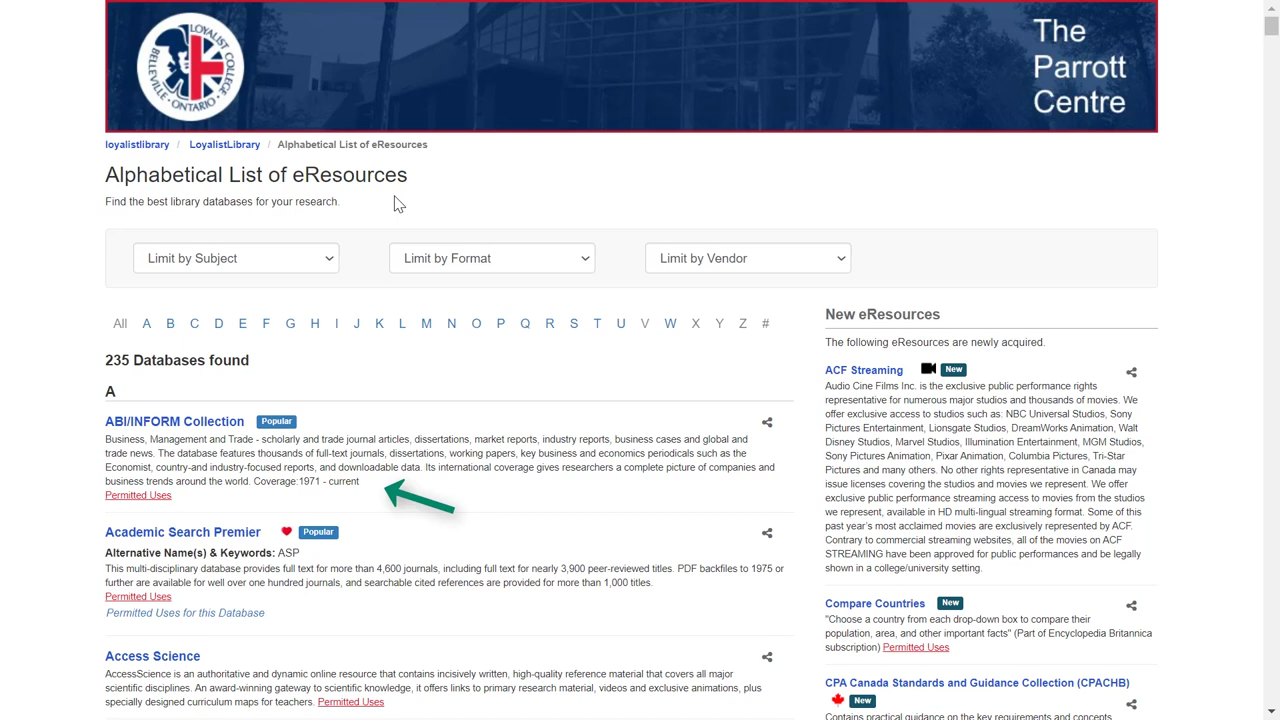 LOYALIST COLLEGE
BELLEVILLE ONTARIO
The
Parrott
Centre
loyalistlibrary / LoyalistLibrary / Alphabetical List of eResources
Alphabetical List of eResources
Find the best library databases for your research.
Limit by Subject
Limit by Format
Limit by Vendor
All A B C D E F G H I J K L M N O P Q R S T U V W X Y Z #
235 Databases found
A
ABI/INFORM Collection Popular
Business, Management and Trade - scholarly and trade journal articles, dissertations, market reports, industry reports, business cases and global and
trade news. The database features thousands of full-text journals, dissertations, working papers, key business and economics periodicals such as the
Economist, country-and industry-focused reports, and downloadable data. Its international coverage gives researchers a complete picture of companies and
business trends around the world. Coverage:1971 - current
Permitted Uses
Academic Search Premier Popular
Alternative Name(s) & Keywords: ASP
This multi-disciplinary database provides full text for more than 4,600 journals, including full text for nearly 3,900 peer-reviewed titles. PDF backfiles to 1975 or
further are available for well over one hundred journals, and searchable cited references are provided for more than 1,000 titles.
Permitted Uses
Permitted Uses for this Database
Access Science
AccessScience is an authoritative and dynamic online resource that contains incisively written, high-quality reference material that covers all major
scientific disciplines. An award-winning gateway to scientific knowledge, it offers links to primary research material, videos and exclusive animations, plus
specially designed curriculum maps for teachers. Permitted Uses
New eResources
The following eResources are newly acquired.
ACF Streaming New
Audio Cine Films Inc. is the exclusive public performance rights
representative for numerous major studios and thousands of movies. We
offer exclusive access to studios such as: NBC Universal Studios, Sony
Pictures Entertainment, Lionsgate Studios, DreamWorks Animation, Walt
Disney Studios, Marvel Studios, Illumination Entertainment, MGM Studios,
Sony Pictures Animation, Pixar Animation, Columbia Pictures, Tri-Star
Pictures and many others. No other rights representative in Canada may
issue licenses covering the studios and movies we represent. We offer
exclusive public performance streaming access to movies from the studios
we represent, available in HD multi-lingual streaming format. Some of this
past year's most acclaimed movies are exclusively represented by ACF.
Contrary to commercial streaming websites, all of the movies on ACF
STREAMING have been approved for public performances and be legally
shown in a college/university setting.
Compare Countries New
"Choose a country from each drop-down box to compare their
population, area, and other important facts" (Part of Encyclopedia Britannica
subscription) Permitted Uses
CPA Canada Standards and Guidance Collection (CPACHB)
New
Contains practical guidance on the key requirements and concepts